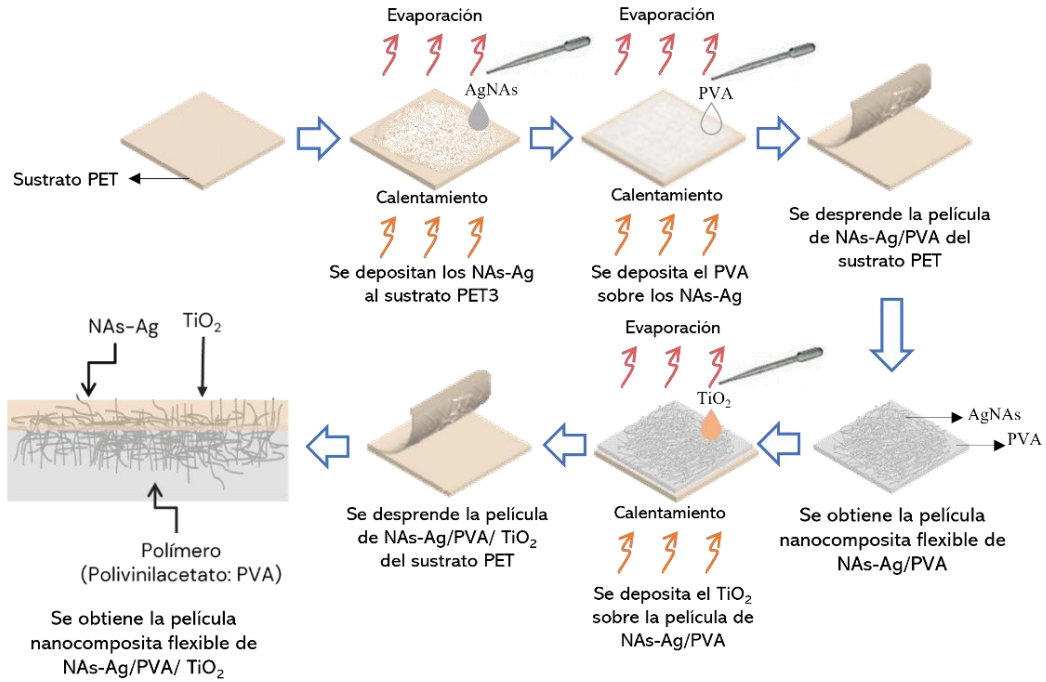 Sustrato PET
Evaporación
AgNAs
Calentamiento
Se depositan los NAs-Ag
al sustrato PET3
Evaporación
PVA
Calentamiento
Se deposita el PVA
sobre los NAs-Ag
Se desprende la película
de NAs-Ag/PVA del
sustrato PET
AgNAs
PVA
Se obtiene la película
nanocomposita flexible de
NAs-Ag/PVA
Evaporación
TiO₂
Calentamiento
Se deposita el TiO₂
sobre la película de
NAs-Ag/PVA
Se desprende la película
de NAs-Ag/PVA/ TiO₂
del sustrato PET
NAs-Ag
TiO₂
Polímero
(Polivinilacetato: PVA)
Se obtiene la película
nanocomposita flexible de
NAs-Ag/PVA/ TiO₂